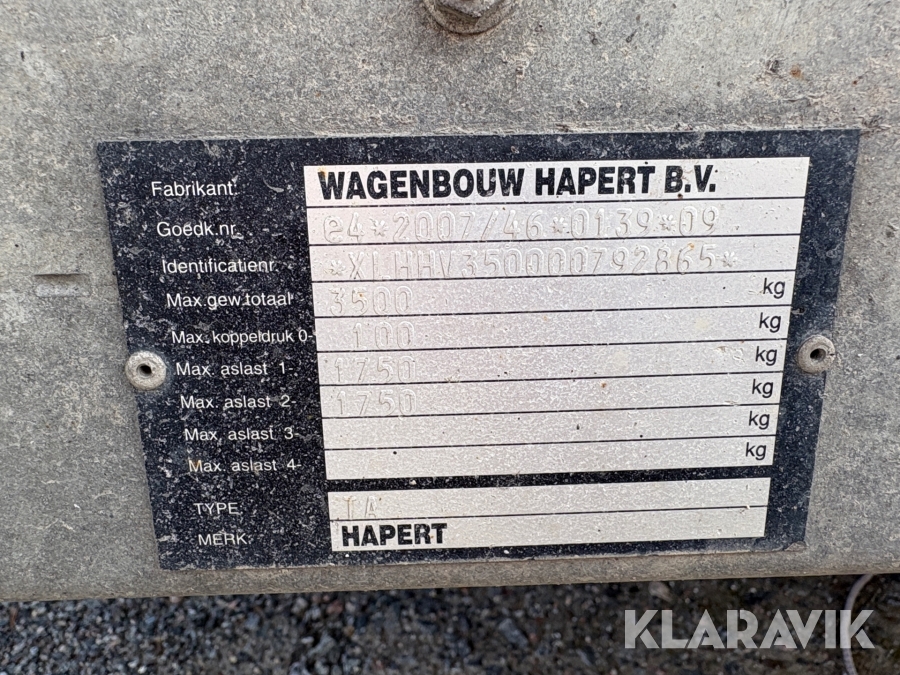 Fabrikant: WAGENBOUW HAPERT B.V.
Goedk.nr. e4*2007/46*0139*09
Identificatienr. *XLHHV350000792865*
Max.gew.totaal 3500 kg
Max. koppeldruk 0- 100 kg
Max. aslast 1- 1750 kg
Max. aslast 2- 1750 kg
Max. aslast 3- kg
Max. aslast 4- kg
TYPE: TA
MERK: HAPERT
KLARAVIK